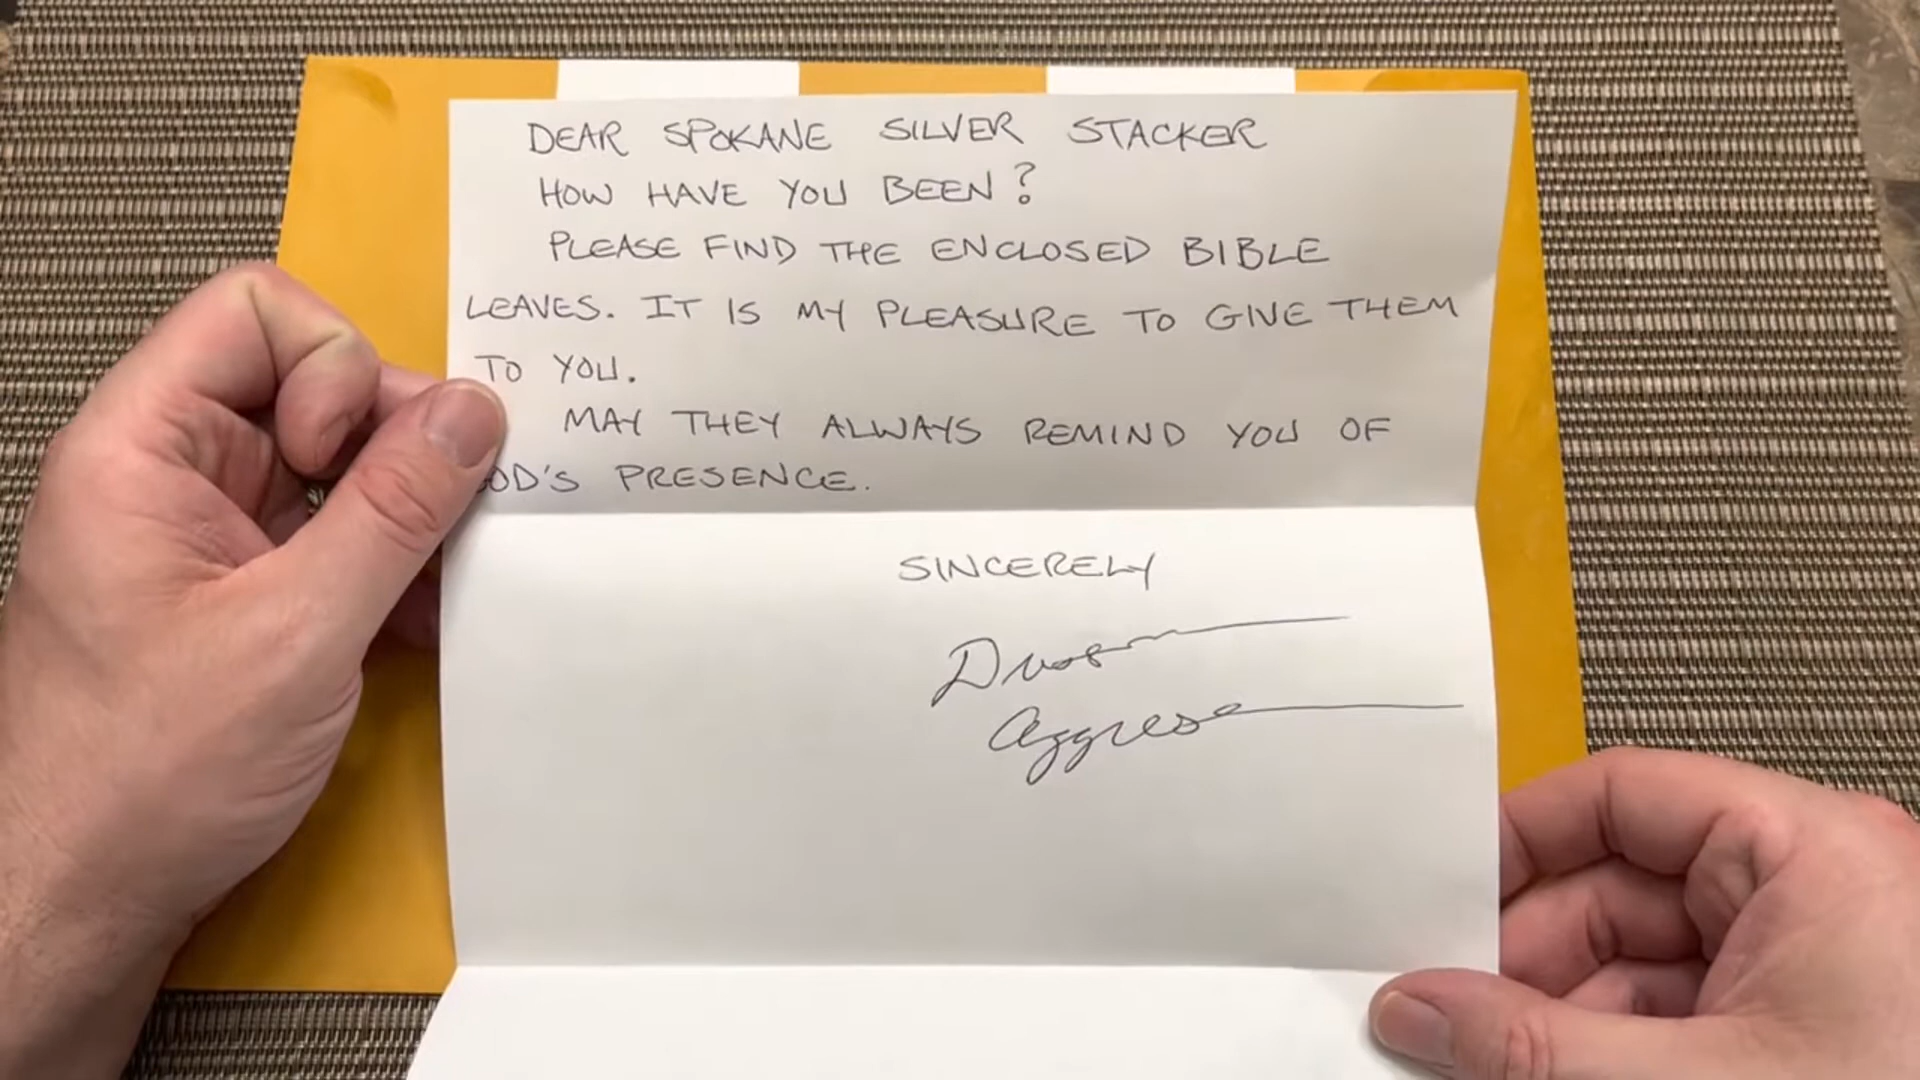 DEAR SPOKANE SILVER STACKER
HOW HAVE YOU BEEN?
PLEASE FIND THE ENCLOSED BIBLE
LEAVES. IT IS MY PLEASURE TO GIVE THEM
TO YOU.
MAY THEY ALWAYS REMIND YOU OF
OD'S PRESENCE.
SINCERELY